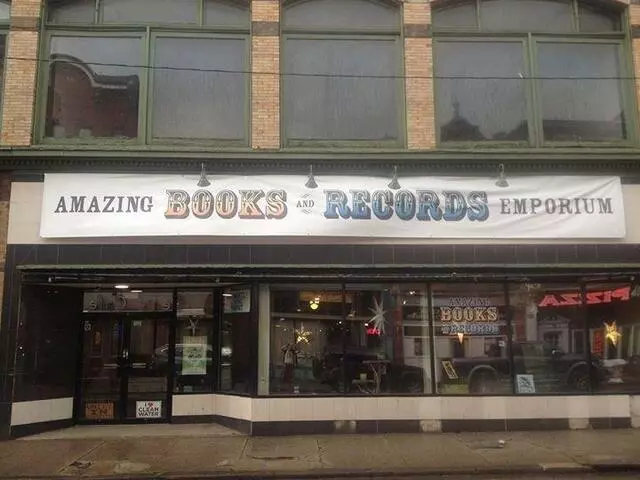 AMAZING BOOKS AND RECORDS EMPORIUM
AMAZING
BOOKS
& RECORDS
PIZZA
I ♥
CLEAN
WATER